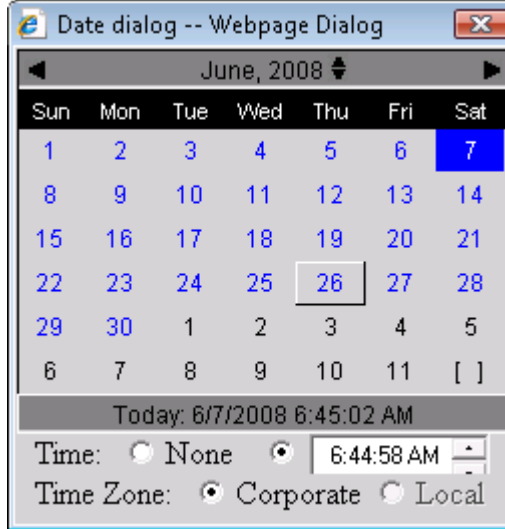 Date dialog -- Webpage Dialog
June, 2008
Sun Mon Tue Wed Thu Fri Sat
1 2 3 4 5 6 7
8 9 10 11 12 13 14
15 16 17 18 19 20 21
22 23 24 25 26 27 28
29 30 1 2 3 4 5
6 7 8 9 10 11 [ ]
Today: 6/7/2008 6:45:02 AM
Time: None 6:44:58 AM
Time Zone: Corporate Local